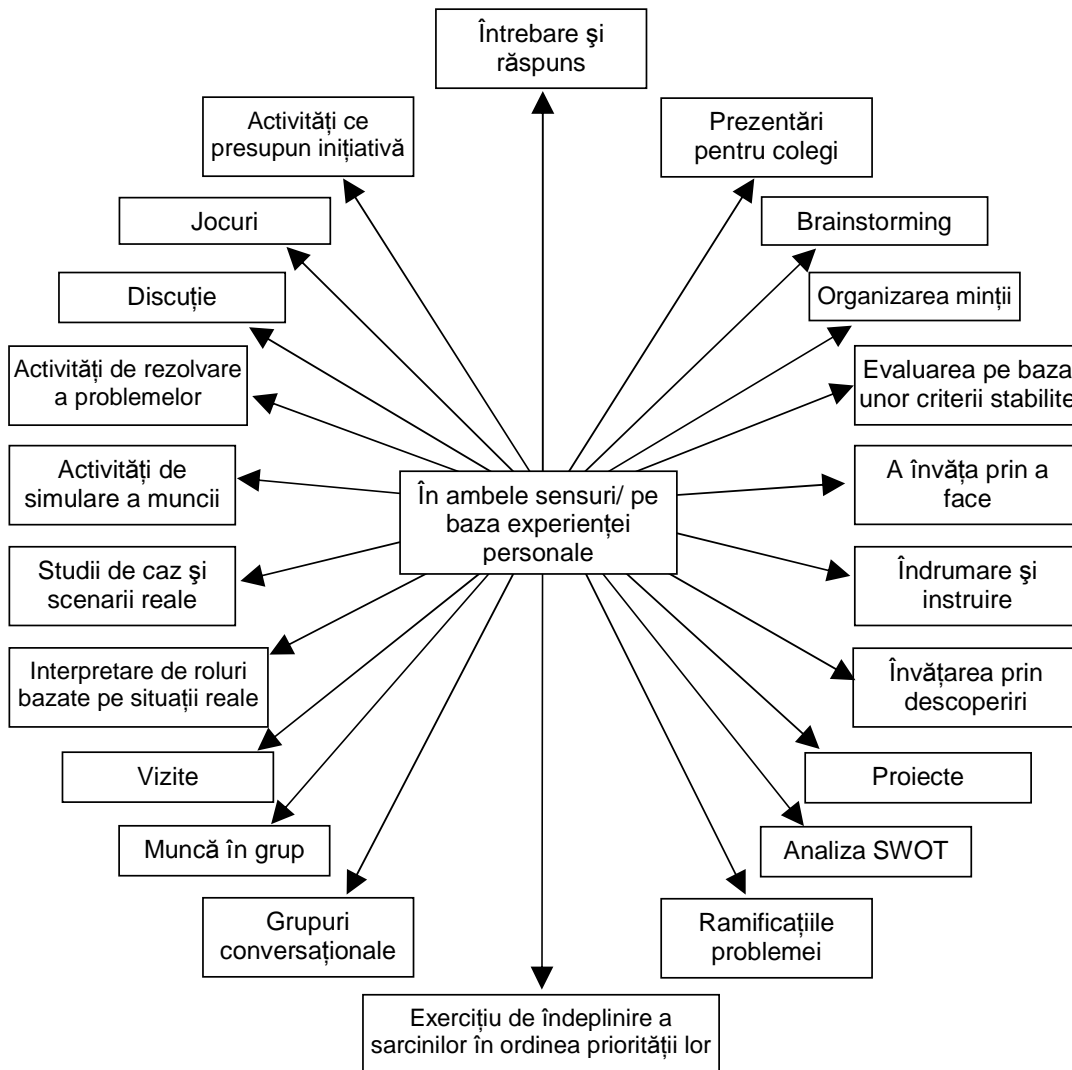 Întrebare şi
răspuns
Activități ce
presupun inițiativă
Prezentări
pentru colegi
Jocuri
Brainstorming
Discuție
Organizarea minții
Activități de rezolvare
a problemelor
Evaluarea pe baza
unor criterii stabilite
Activități de
simulare a muncii
În ambele sensuri/ pe
baza experienței
personale
A învăța prin a
face
Studii de caz şi
scenarii reale
Îndrumare şi
instruire
Interpretare de roluri
bazate pe situații reale
Învățarea prin
descoperiri
Vizite
Proiecte
Muncă în grup
Analiza SWOT
Grupuri
conversaționale
Ramificațiile
problemei
Exercițiu de îndeplinire a
sarcinilor în ordinea priorității lor